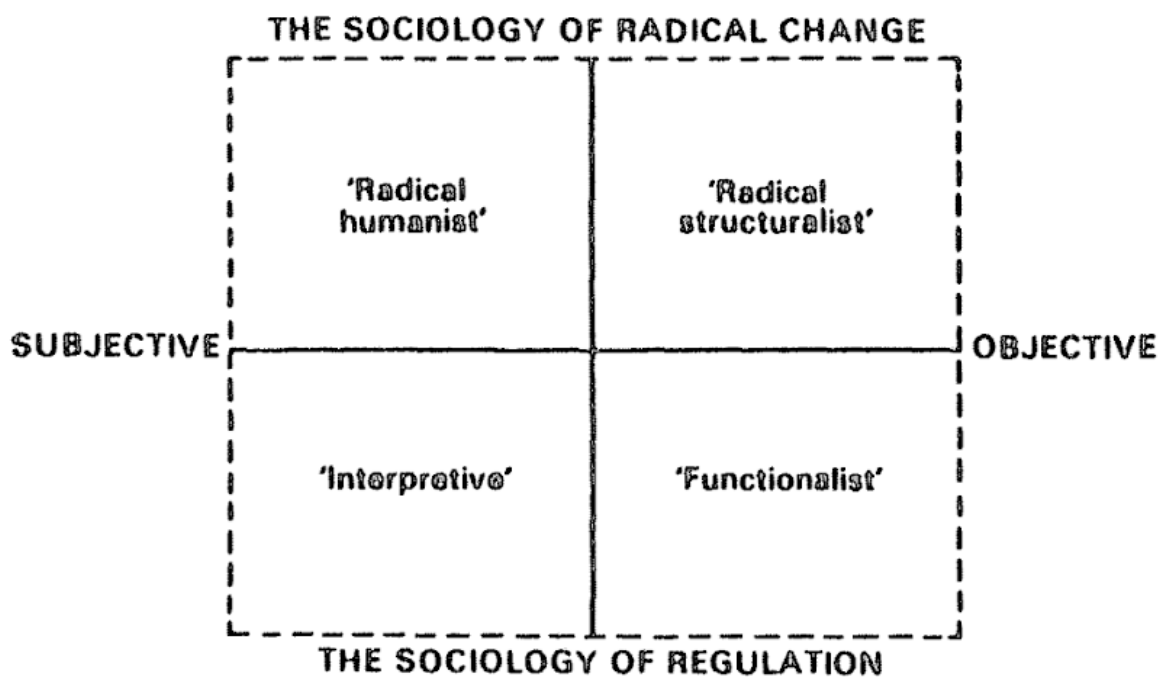 THE SOCIOLOGY OF RADICAL CHANGE
'Radical
humanist'
'Radical
structuralist'
SUBJECTIVE
OBJECTIVE
'Interpretive'
'Functionalist'
THE SOCIOLOGY OF REGULATION